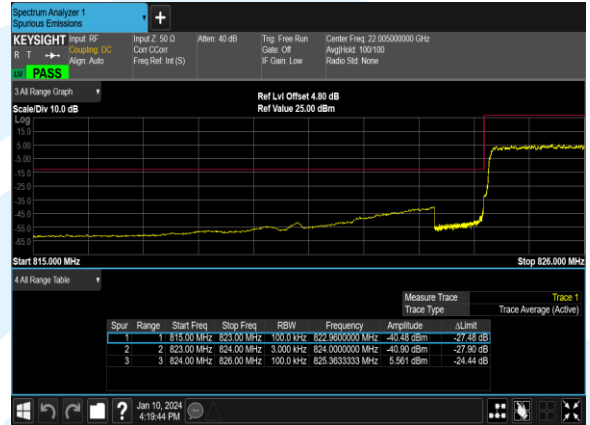 Spectrum Analyzer 1
Spurious Emissions
KEYSIGHT Input: RF Input Z: 50 Ω Atten: 40 dB Trig: Free Run Center Freq: 22.005000000 GHz
R T Coupling: DC Corr CCorr Gate: Off Avg|Hold: 100/100
Align: Auto Freq Ref: Int (S) IF Gain: Low Radio Std: None
PASS
3 All Range Graph
Ref Lvl Offset 4.80 dB
Scale/Div 10.0 dB Ref Value 25.00 dBm
Log
15.0
5.00
-5.00
-15.0
-25.0
-35.0
-45.0
-55.0
-65.0
Start 815.000 MHz Stop 826.000 MHz
4 All Range Table
Measure Trace Trace 1
Trace Type Trace Average (Active)
Spur Range Start Freq Stop Freq RBW Frequency Amplitude ΔLimit
1 1 815.00 MHz 823.00 MHz 100.0 kHz 822.9600000 MHz -40.48 dBm -27.48 dB
2 2 823.00 MHz 824.00 MHz 3.000 kHz 824.0000000 MHz -40.90 dBm -27.90 dB
3 3 824.00 MHz 826.00 MHz 100.0 kHz 825.3633333 MHz 5.561 dBm -24.44 dB
? Jan 10, 2024
4:19:44 PM